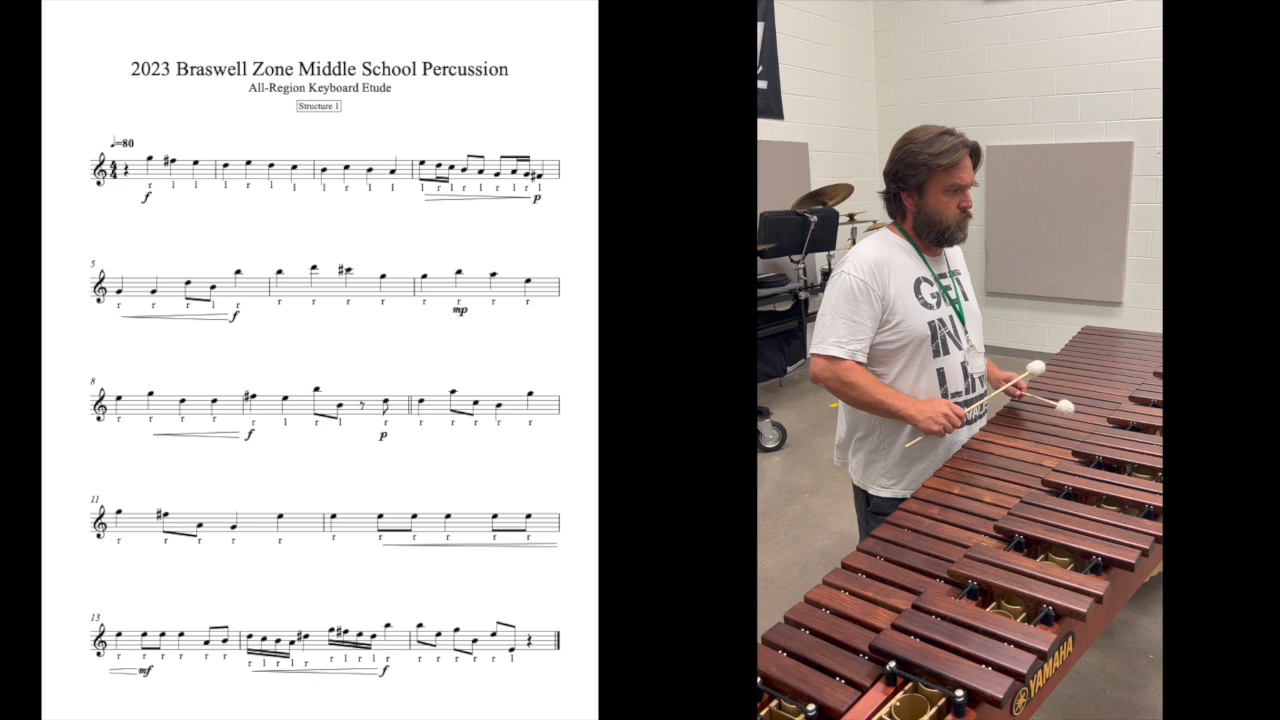 2023 Braswell Zone Middle School Percussion
All-Region Keyboard Etude
Structure 1
♩=80
r l l l r l l l r l l l r l r l r l r l
f p
5
r r r l r r r r r r r r r
f mp
8
r r r r r l r l r r r r r r
f p
11
r r r r r r r r r r r
13
r r r r r r r l r l r r l r l r r r r r l
mf f
GET
IN
YAMAHA